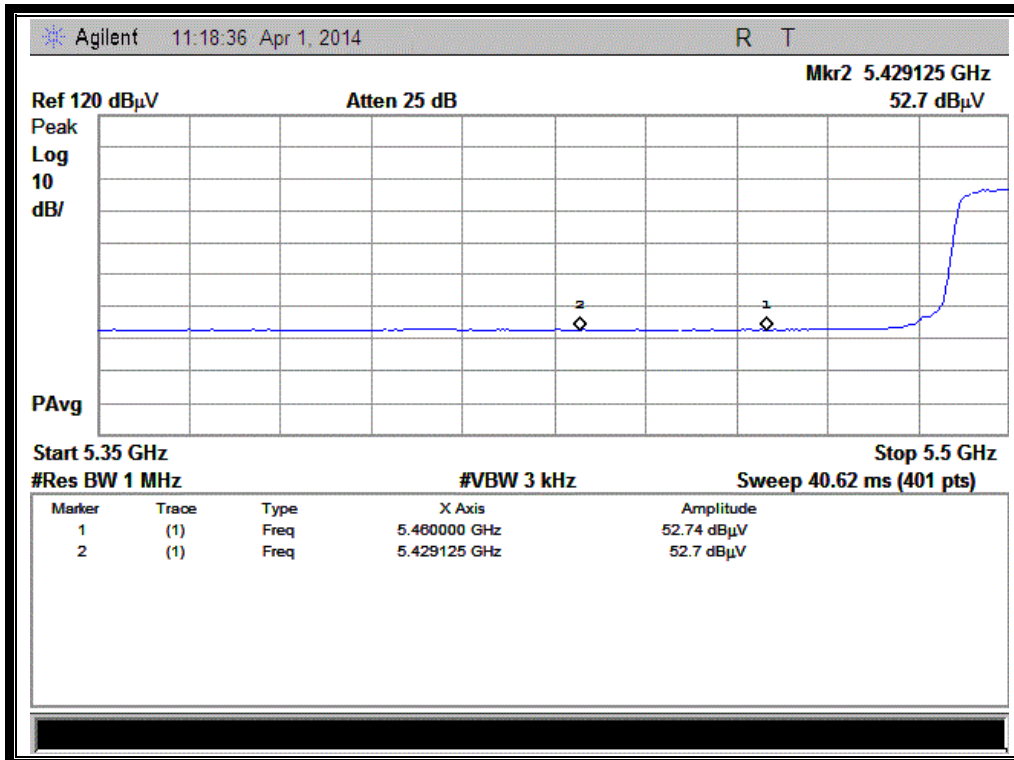 Agilent 11:18:36 Apr 1, 2014 R T
Mkr2 5.429125 GHz
Ref 120 dBμV Atten 25 dB 52.7 dBμV
Peak
Log
10
dB/
2 1
PAvg
Start 5.35 GHz Stop 5.5 GHz
#Res BW 1 MHz #VBW 3 kHz Sweep 40.62 ms (401 pts)
Marker Trace Type X Axis Amplitude
1 (1) Freq 5.460000 GHz 52.74 dBμV
2 (1) Freq 5.429125 GHz 52.7 dBμV